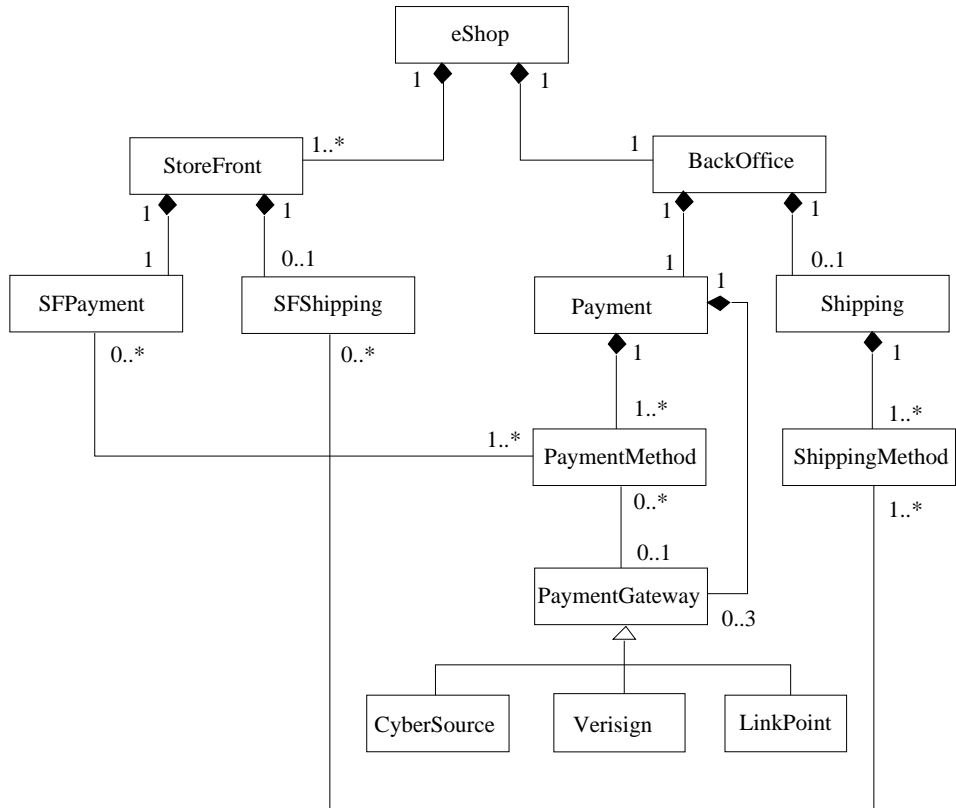 eShop
1 1
1..* 1
StoreFront BackOffice
1 1 1 1
1 0..1 1 1 0..1
SFPayment SFShipping Payment Shipping
0..* 0..* 1 1
1..* 1..* 1..*
PaymentMethod ShippingMethod
0..* 1..*
0..1
PaymentGateway
0..3
CyberSource Verisign LinkPoint